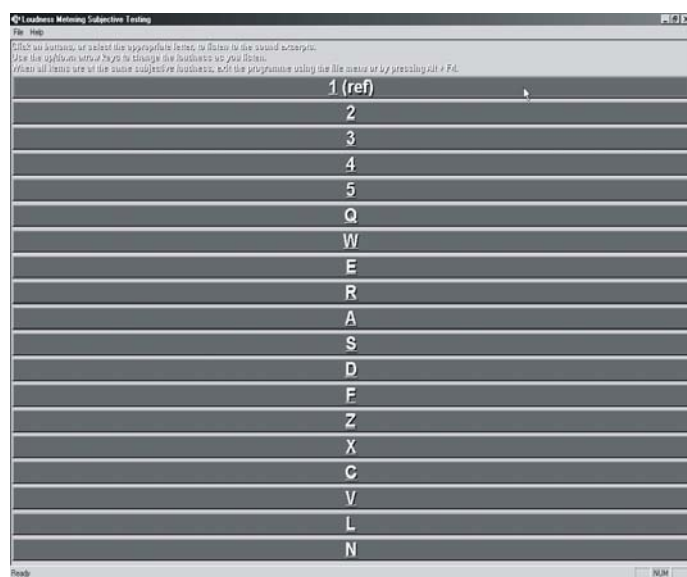 Loudness Metering Subjective Testing
File Help
Click on buttons, or select the appropriate letter, to listen to the sound excerpts.
Use the up/down arrow keys to change the loudness as you listen.
When all items are at the same subjective loudness, exit the programme using the file menu or by pressing Alt + F4.
1 (ref)
2
3
4
5
Q
W
E
R
A
S
D
F
Z
X
C
V
L
N
Ready NUM